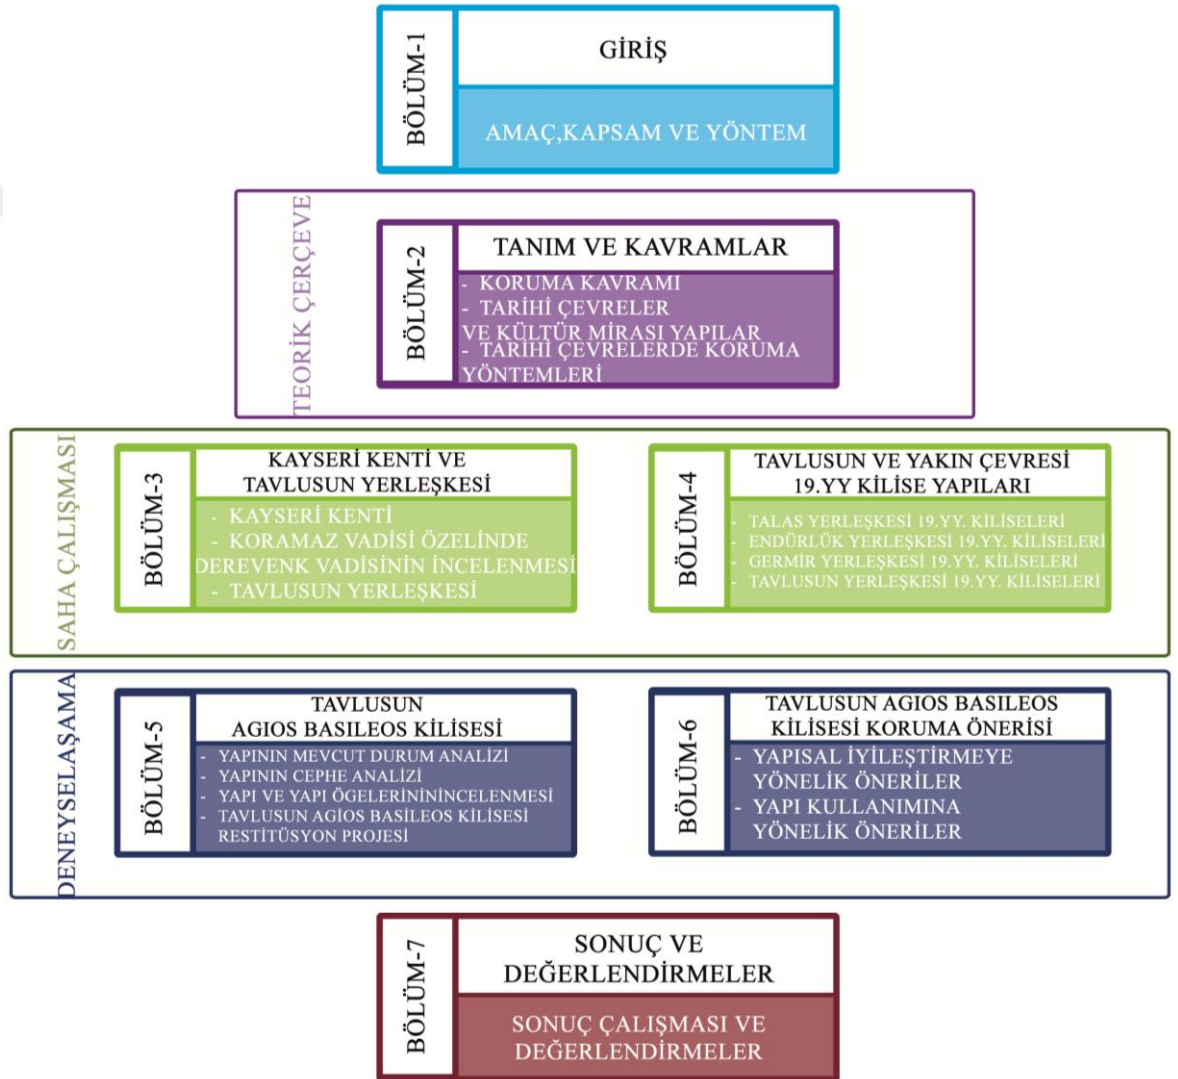 BÖLÜM-1
GİRİŞ
AMAÇ,KAPSAM VE YÖNTEM
TEORİK ÇERÇEVE
BÖLÜM-2
TANIM VE KAVRAMLAR
- KORUMA KAVRAMI
- TARİHİ ÇEVRELER
VE KÜLTÜR MİRASI YAPILAR
- TARİHİ ÇEVRELERDE KORUMA
YÖNTEMLERİ
SAHA ÇALIŞMASI
BÖLÜM-3
KAYSERİ KENTİ VE
TAVLUSUN YERLEŞKESİ
- KAYSERİ KENTİ
- KORAMAZ VADİSİ ÖZELİNDE
DEREVENK VADİSİNİN İNCELENMESİ
- TAVLUSUN YERLEŞKESİ
BÖLÜM-4
TAVLUSUN VE YAKIN ÇEVRESİ
19.YY KİLİSE YAPILARI
- TALAS YERLEŞKESİ 19.YY. KİLİSELERİ
- ENDÜRLÜK YERLEŞKESİ 19.YY. KİLİSELERİ
- GERMİR YERLEŞKESİ 19.YY. KİLİSELERİ
- TAVLUSUN YERLEŞKESİ 19.YY. KİLİSELERİ
DENEYSELAŞAMA
BÖLÜM-5
TAVLUSUN
AGIOS BASILEOS KİLİSESİ
- YAPININ MEVCUT DURUM ANALİZİ
- YAPININ CEPHE ANALİZİ
- YAPI VE YAPI ÖGELERİNİNİNCELENMESİ
- TAVLUSUN AGİOS BASİLEOS KİLİSESİ
RESTİTÜSYON PROJESİ
BÖLÜM-6
TAVLUSUN AGIOS BASILEOS
KİLİSESİ KORUMA ÖNERİSİ
- YAPISAL İYİLEŞTİRMEYE
YÖNELİK ÖNERİLER
- YAPI KULLANIMINA
YÖNELİK ÖNERİLER
BÖLÜM-7
SONUÇ VE
DEĞERLENDİRMELER
SONUÇ ÇALIŞMASI VE
DEĞERLENDİRMELER